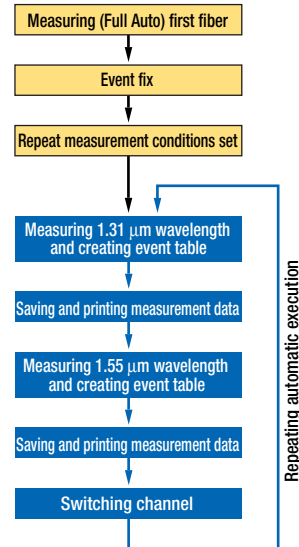 Measuring (Full Auto) first fiber
Event fix
Repeat measurement conditions set
Measuring 1.31 μm wavelength
and creating event table
Saving and printing measurement data
Measuring 1.55 μm wavelength
and creating event table
Saving and printing measurement data
Switching channel
Repeating automatic execution